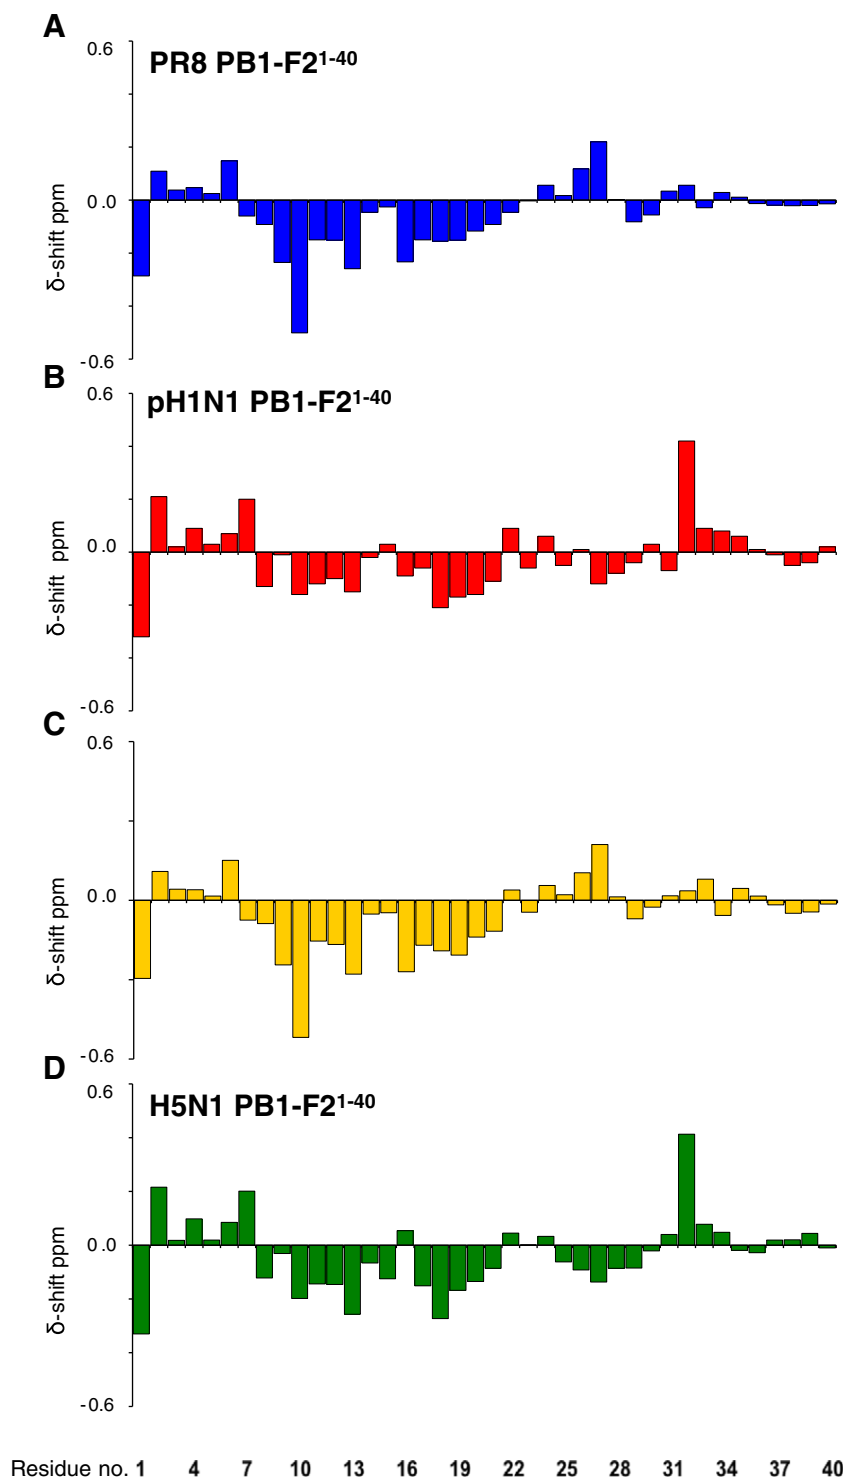 A
0.6
PR8 PB1-F2¹⁻⁴⁰
0.0
δ-shift ppm
-0.6
B
0.6
pH1N1 PB1-F2¹⁻⁴⁰
0.0
δ-shift ppm
-0.6
C
0.6
0.0
δ-shift ppm
-0.6
D
0.6
H5N1 PB1-F2¹⁻⁴⁰
0.0
δ-shift ppm
-0.6
Residue no. 1 4 7 10 13 16 19 22 25 28 31 34 37 40